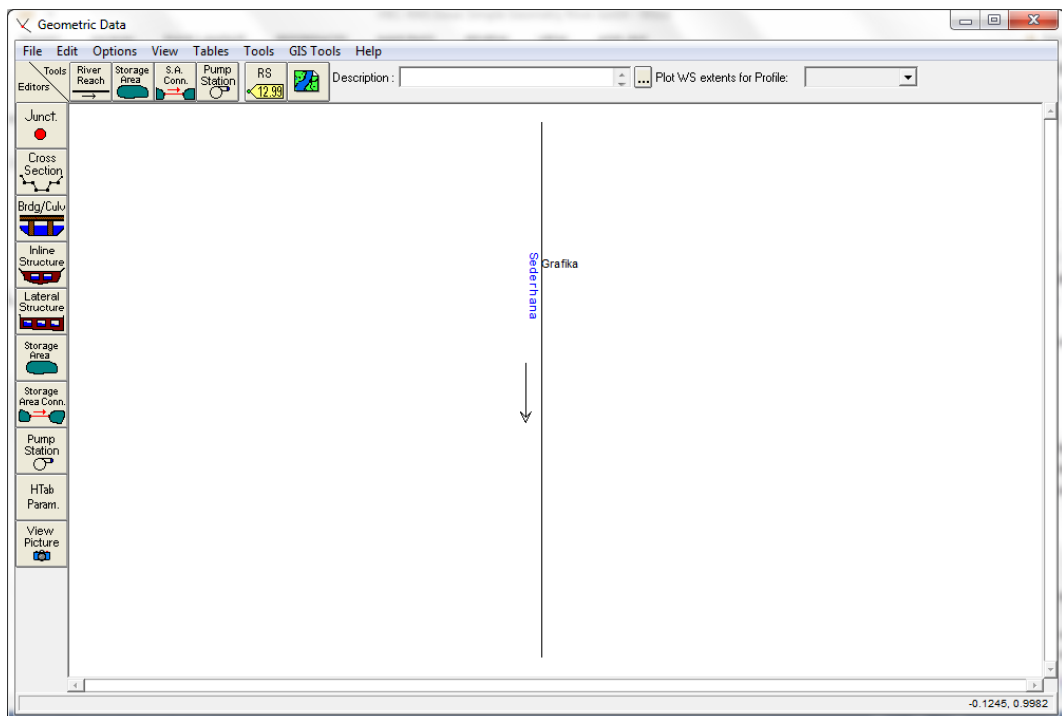 Geometric Data
File Edit Options View Tables Tools GIS Tools Help
Tools
Editors
River
Reach
Storage
Area
S.A.
Conn.
Pump
Station
RS
12.99
Description :
...
Plot WS extents for Profile:
Junct.
Cross
Section
Brdg/Culv
Inline
Structure
Lateral
Structure
Storage
Area
Storage
Area Conn.
Pump
Station
HTab
Param.
View
Picture
Sederhana
Grafika
-0.1245, 0.9982